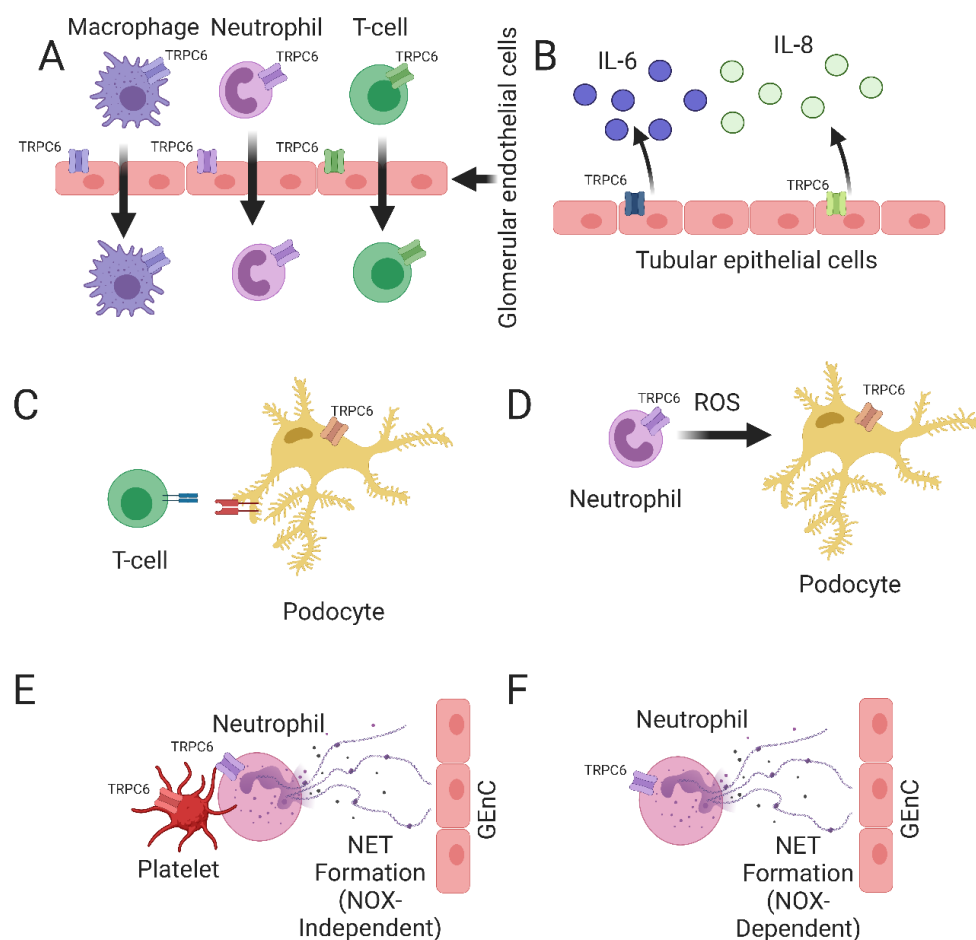 A
Macrophage
Neutrophil
T-cell
TRPC6
TRPC6
TRPC6
TRPC6
TRPC6
TRPC6
Glomerular endothelial cells
B
IL-6
IL-8
TRPC6
TRPC6
Tubular epithelial cells
C
TRPC6
T-cell
Podocyte
D
TRPC6
ROS
TRPC6
Neutrophil
Podocyte
E
Neutrophil
TRPC6
TRPC6
Platelet
NET
Formation
(NOX-
Independent)
GEnC
F
Neutrophil
TRPC6
NET
Formation
(NOX-
Dependent)
GEnC